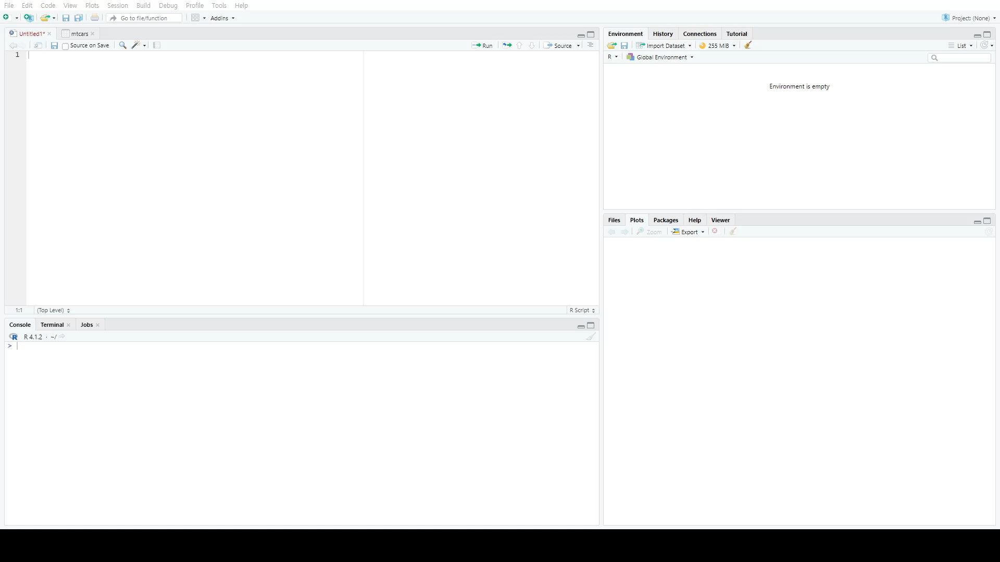 File Edit Code View Plots Session Build Debug Profile Tools Help
Go to file/function Addins Project: (None)
Untitled1* mtcars
Source on Save Run Source
1
1:1 (Top Level) R Script
Console Terminal Jobs
R 4.1.2 · ~/
>
Environment History Connections Tutorial
Import Dataset 255 MiB List
R Global Environment
Environment is empty
Files Plots Packages Help Viewer
Zoom Export